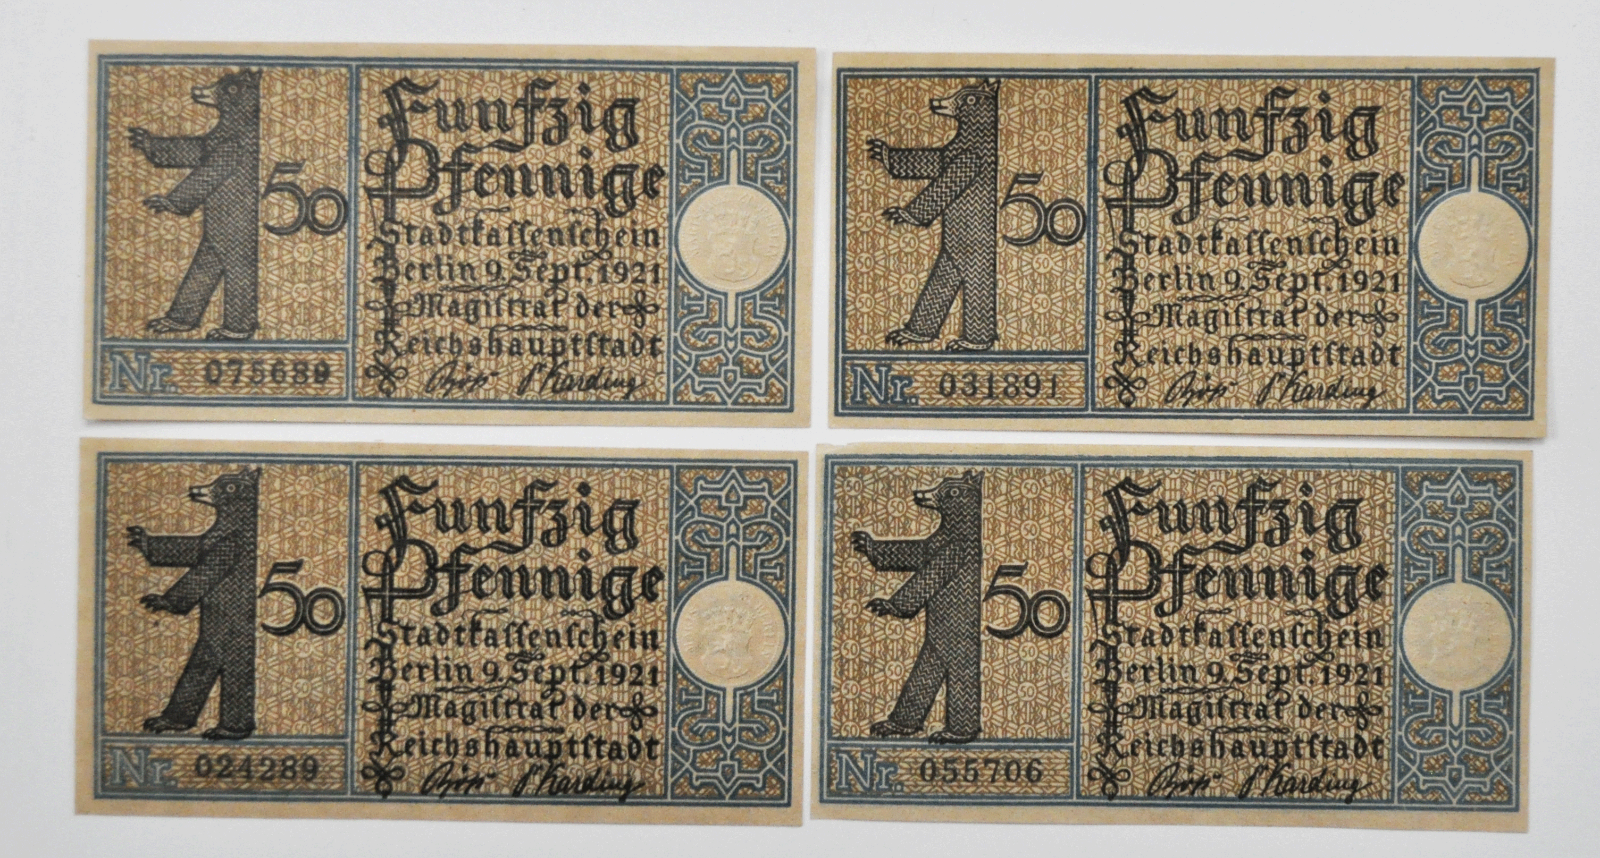 50
Funfzig
Pfennige
Stadtkassenschein
Berlin 9. Sept. 1921
Magistrat der
Reichshauptstadt
Nr. 075689
50
Funfzig
Pfennige
Stadtkassenschein
Berlin 9. Sept. 1921
Magistrat der
Reichshauptstadt
Nr. 031891
50
Funfzig
Pfennige
Stadtkassenschein
Berlin 9. Sept. 1921
Magistrat der
Reichshauptstadt
Nr. 024289
50
Funfzig
Pfennige
Stadtkassenschein
Berlin 9. Sept. 1921
Magistrat der
Reichshauptstadt
Nr. 055706